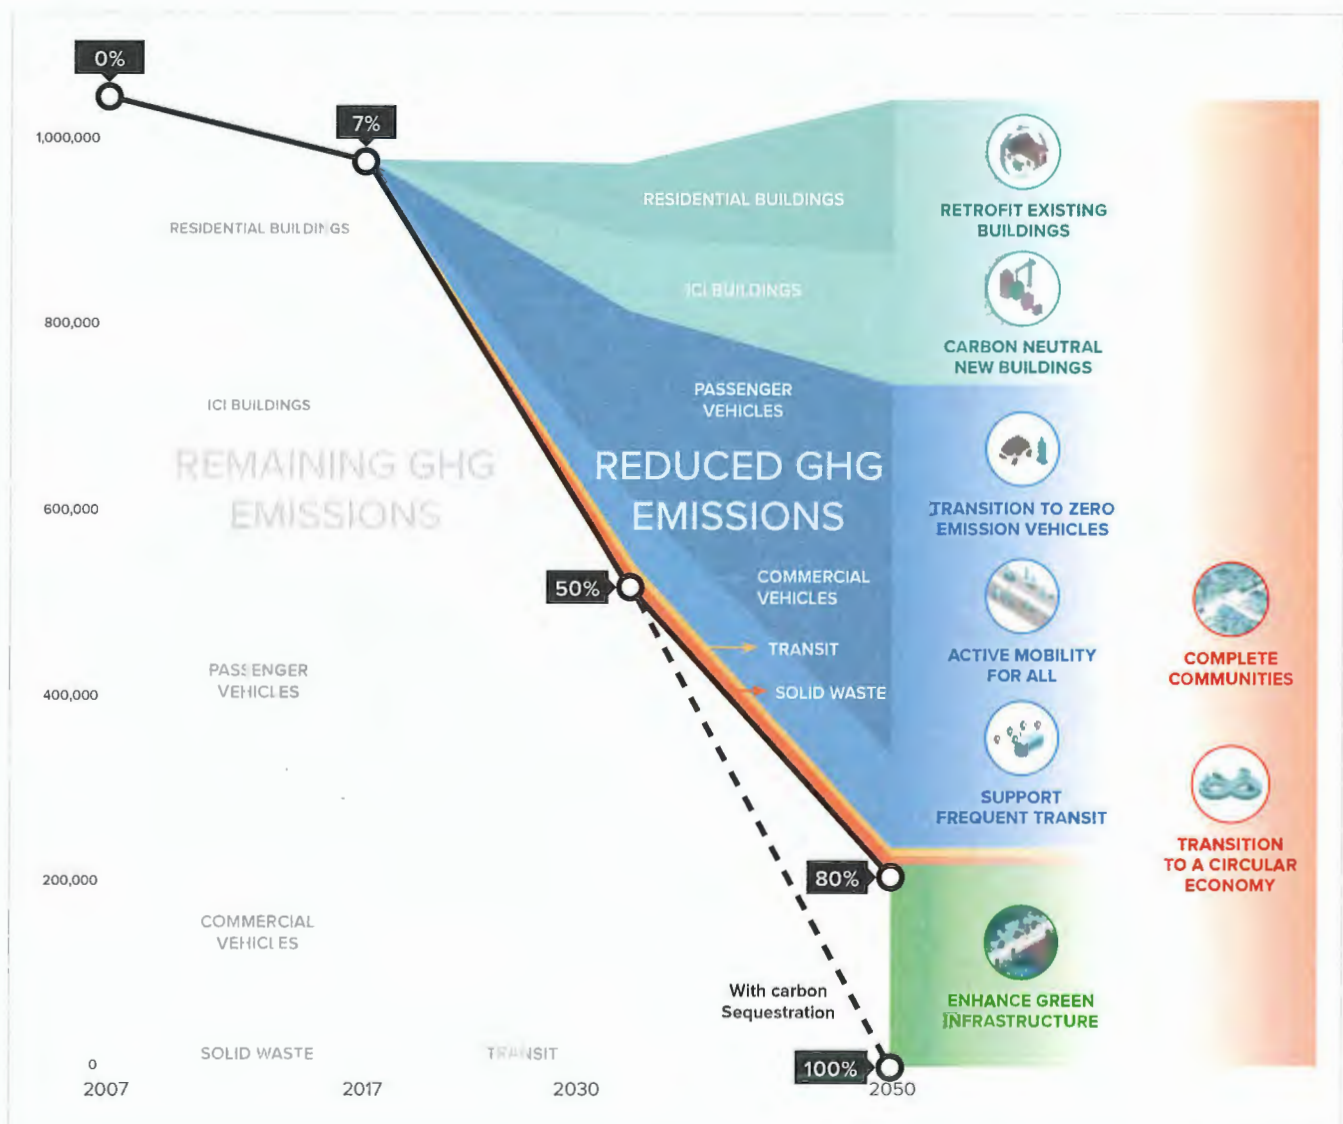 0%
7%
1,000,000
800,000
600,000
400,000
200,000
0
2007
2017
2030
2050
RESIDENTIAL BUILDINGS
ICI BUILDINGS
REMAINING GHG
EMISSIONS
PASSENGER
VEHICLES
COMMERCIAL
VEHICLES
SOLID WASTE
TRANSIT
RESIDENTIAL BUILDINGS
ICI BUILDINGS
PASSENGER
VEHICLES
REDUCED GHG
EMISSIONS
COMMERCIAL
VEHICLES
TRANSIT
SOLID WASTE
50%
80%
With carbon
Sequestration
100%
RETROFIT EXISTING
BUILDINGS
CARBON NEUTRAL
NEW BUILDINGS
TRANSITION TO ZERO
EMISSION VEHICLES
ACTIVE MOBILITY
FOR ALL
SUPPORT
FREQUENT TRANSIT
ENHANCE GREEN
INFRASTRUCTURE
COMPLETE
COMMUNITIES
TRANSITION
TO A CIRCULAR
ECONOMY